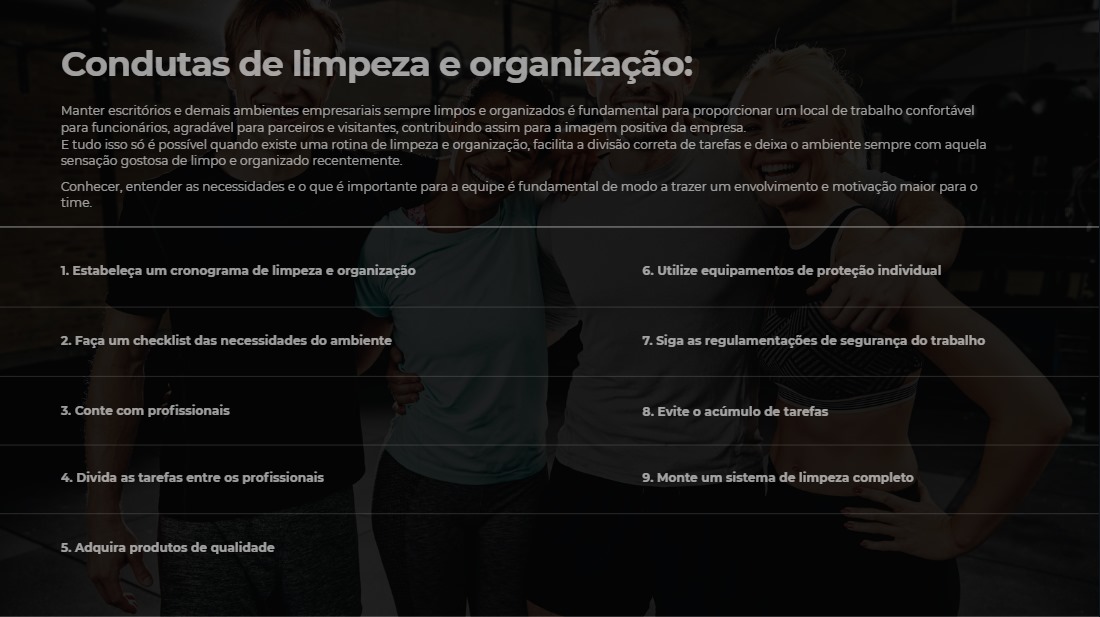 Condutas de limpeza e organização:
Manter escritórios e demais ambientes empresariais sempre limpos e organizados é fundamental para proporcionar um local de trabalho confortável
para funcionários, agradável para parceiros e visitantes, contribuindo assim para a imagem positiva da empresa.
E tudo isso só é possível quando existe uma rotina de limpeza e organização, facilita a divisão correta de tarefas e deixa o ambiente sempre com aquela
sensação gostosa de limpo e organizado recentemente.
Conhecer, entender as necessidades e o que é importante para a equipe é fundamental de modo a trazer um envolvimento e motivação maior para o
time.
1. Estabeleça um cronograma de limpeza e organização
2. Faça um checklist das necessidades do ambiente
3. Conte com profissionais
4. Divida as tarefas entre os profissionais
5. Adquira produtos de qualidade
6. Utilize equipamentos de proteção individual
7. Siga as regulamentações de segurança do trabalho
8. Evite o acúmulo de tarefas
9. Monte um sistema de limpeza completo